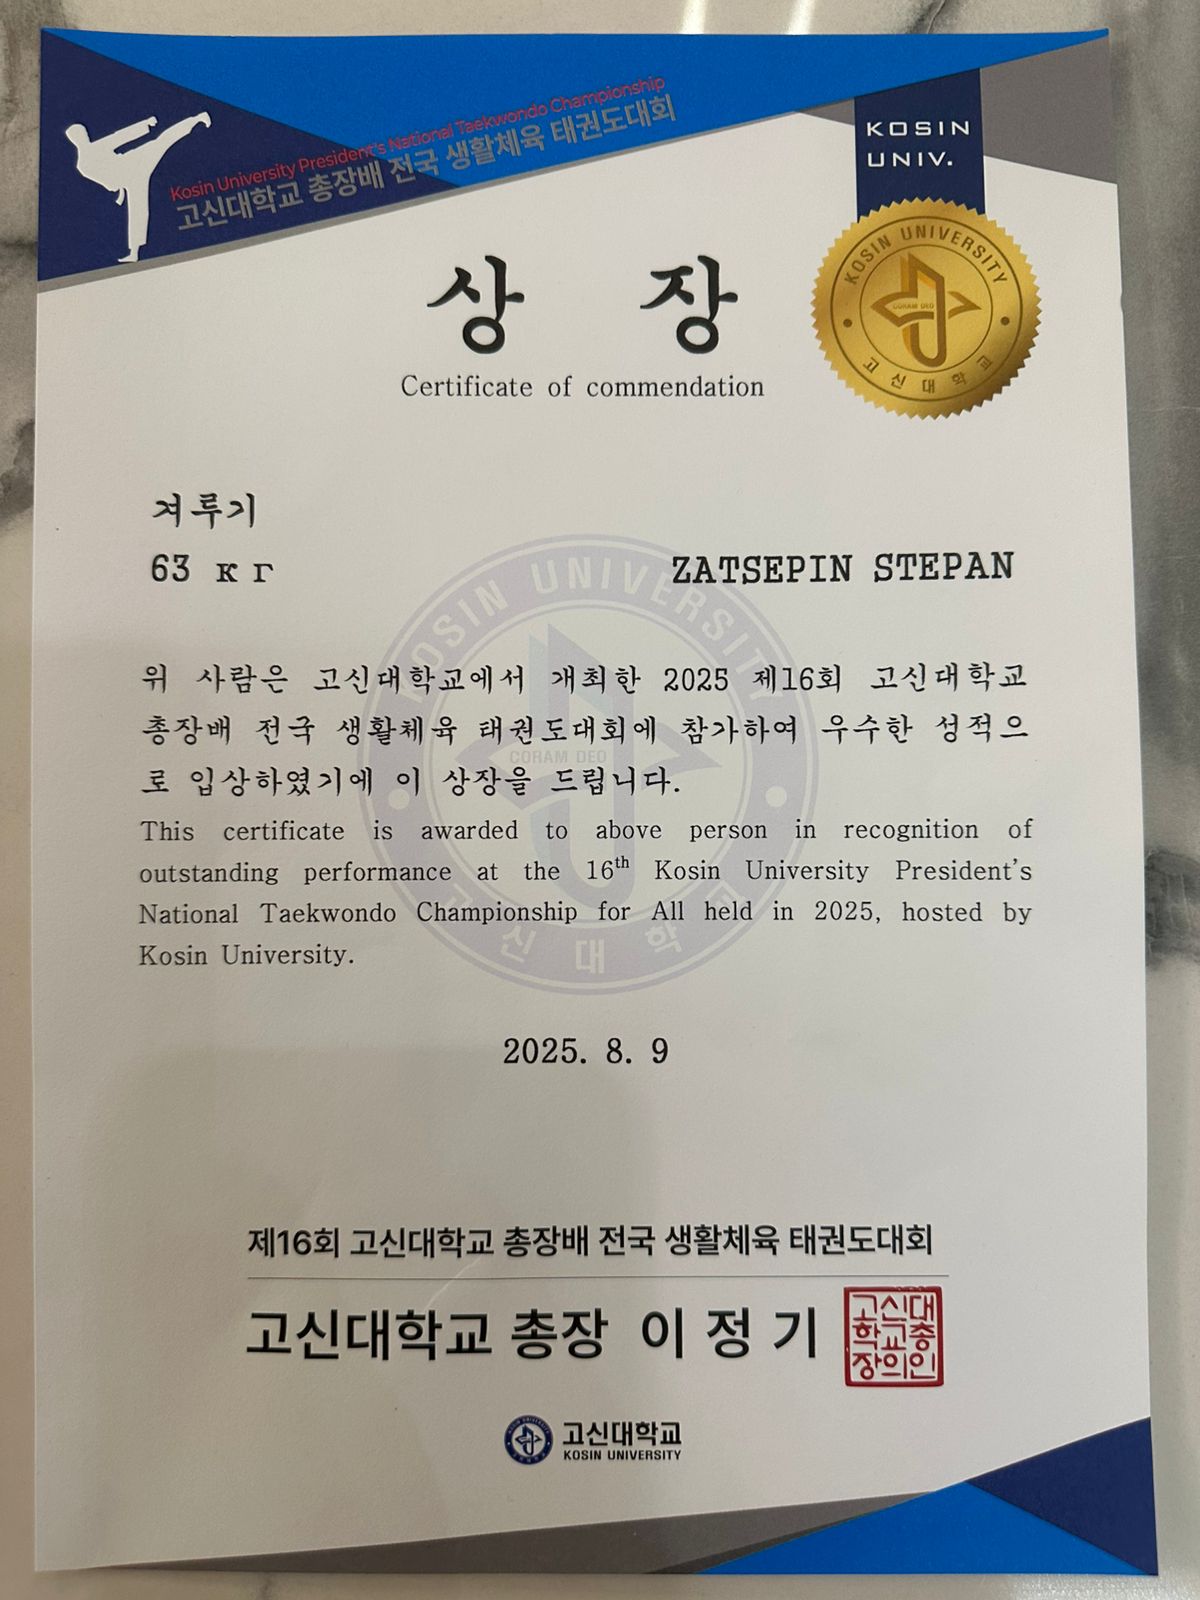 Kosin University President's National Taekwondo Championship
고신대학교 총장배 전국 생활체육 태권도대회
KOSIN
UNIV.
KOSIN UNIVERSITY
CORAM DEO
고신대학교
상 장
Certificate of commendation
겨루기
63 кг
ZATSEPIN STEPAN
KOSIN UNIVERSITY
CORAM DEO
고신대학교
위 사람은 고신대학교에서 개최한 2025 제16회 고신대학교
총장배 전국 생활체육 태권도대회에 참가하여 우수한 성적으
로 입상하였기에 이 상장을 드립니다.
This certificate is awarded to above person in recognition of
outstanding performance at the 16th Kosin University President's
National Taekwondo Championship for All held in 2025, hosted by
Kosin University.
2025. 8. 9
제16회 고신대학교 총장배 전국 생활체육 태권도대회
고신대학교 총장 이정기
고신대
학교총
장의인
고신대학교
KOSIN UNIVERSITY